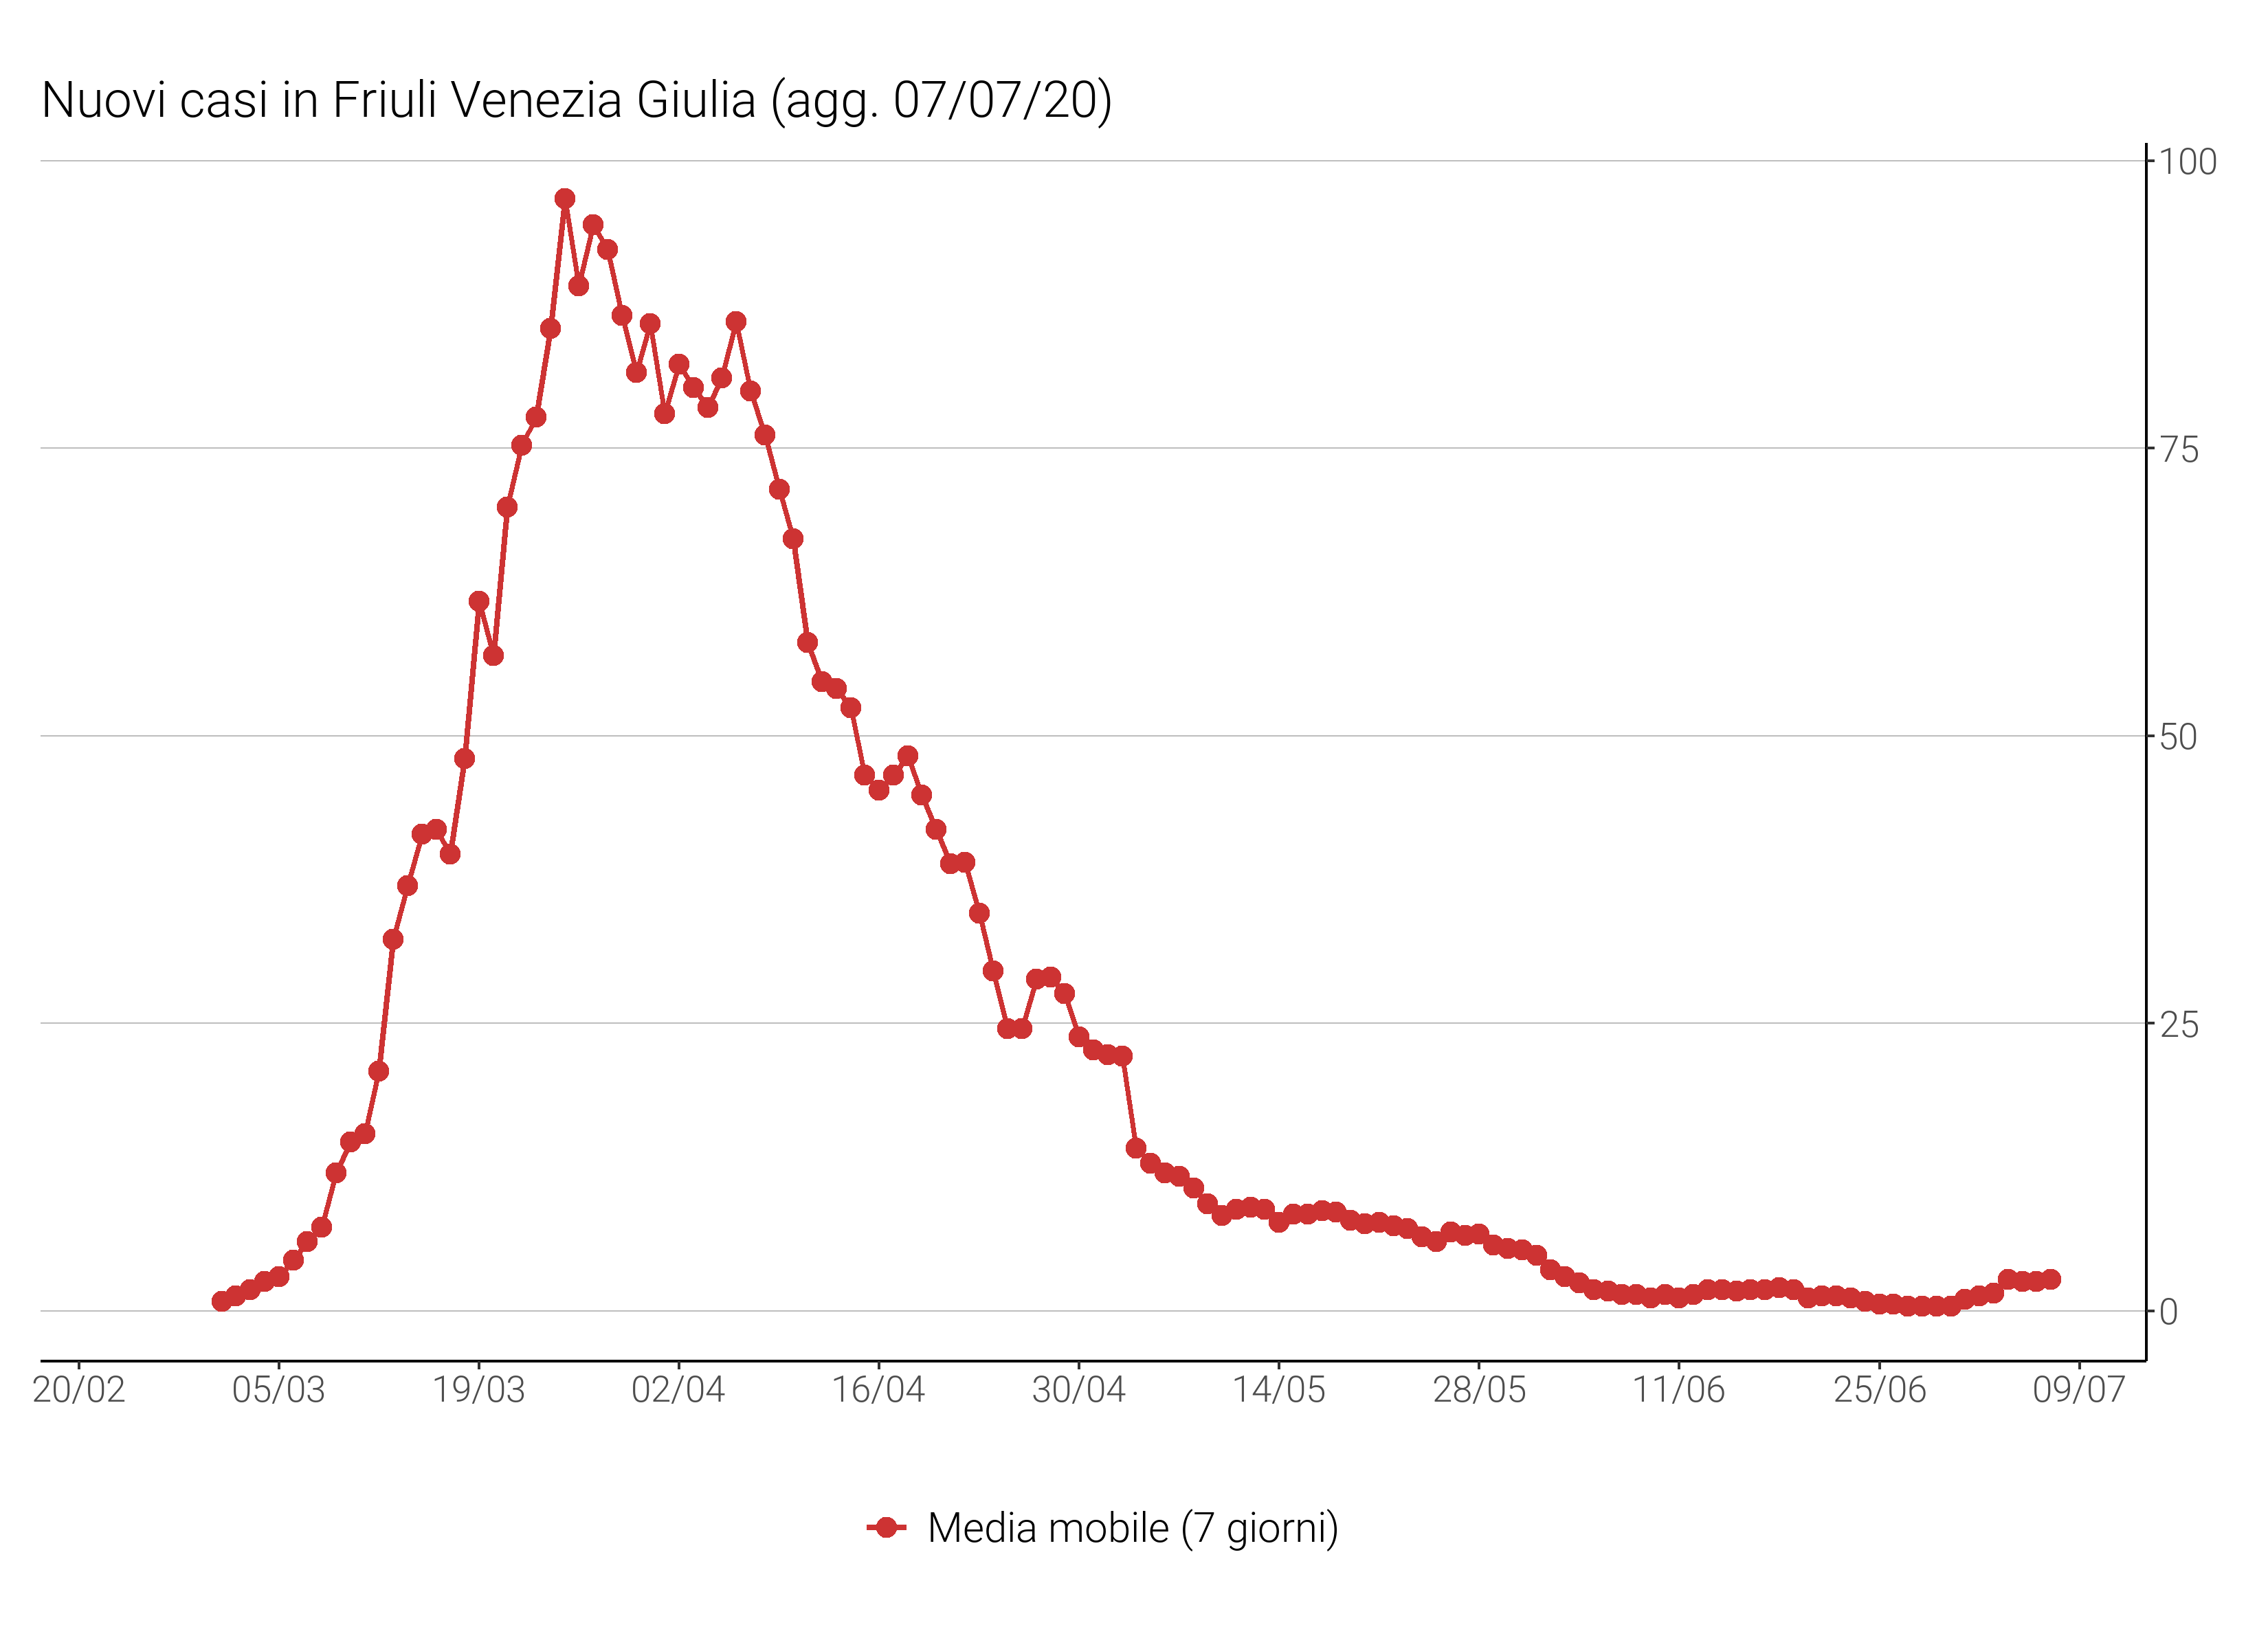 Nuovi casi in Friuli Venezia Giulia (agg. 07/07/20)
100
75
50
25
0
20/02 05/03 19/03 02/04 16/04 30/04 14/05 28/05 11/06 25/06 09/07
Media mobile (7 giorni)